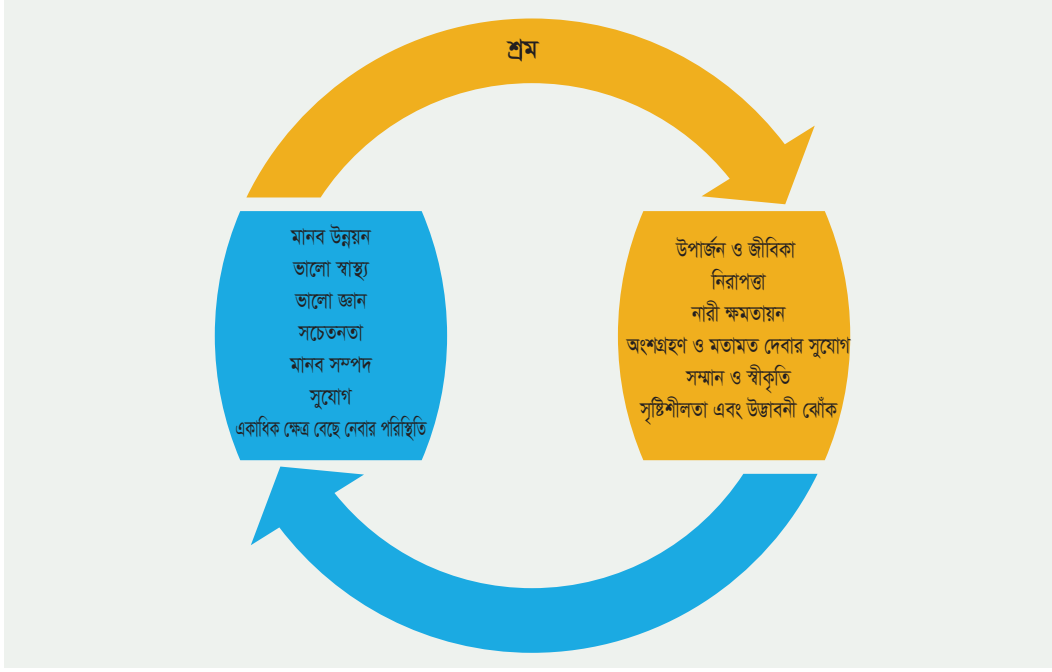 শ্রম
মানব উন্নয়ন
ভালো স্বাস্থ্য
ভালো জ্ঞান
সচেতনতা
মানব সম্পদ
সুযোগ
একাধিক ক্ষেত্র বেছে নেবার পরিস্থিতি
উপার্জন ও জীবিকা
নিরাপত্তা
নারী ক্ষমতায়ন
অংশগ্রহণ ও মতামত দেবার সুযোগ
সম্মান ও স্বীকৃতি
সৃষ্টিশীলতা এবং উদ্ভাবনী ঝোঁক